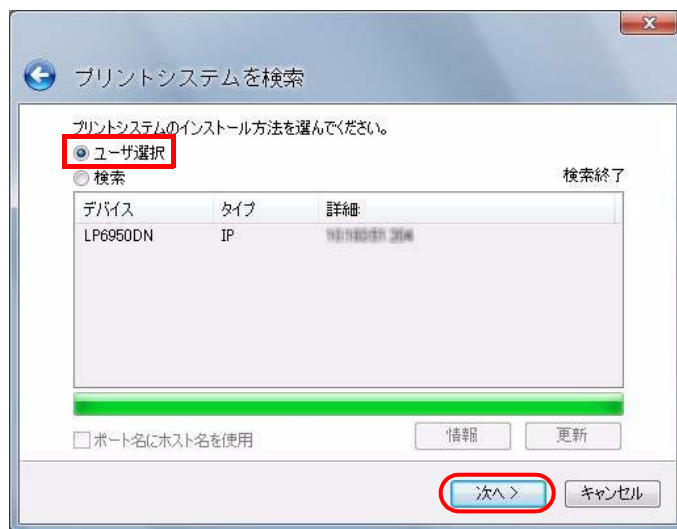 プリントシステムを検索
プリントシステムのインストール方法を選んでください。
ユーザ選択
検索
検索終了
デバイス タイプ 詳細:
LP6950DN IP
ポート名にホスト名を使用 情報 更新
次へ > キャンセル